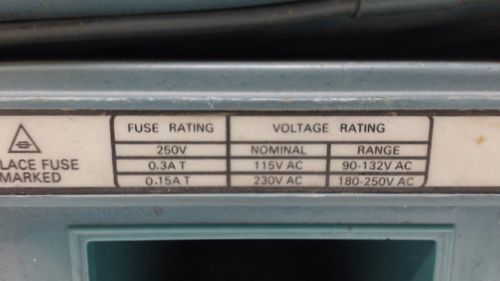 FUSE RATING VOLTAGE RATING
250V NOMINAL RANGE
LACE FUSE 0.3A T 115V AC 90-132V AC
MARKED 0.15A T 230V AC 180-250V AC